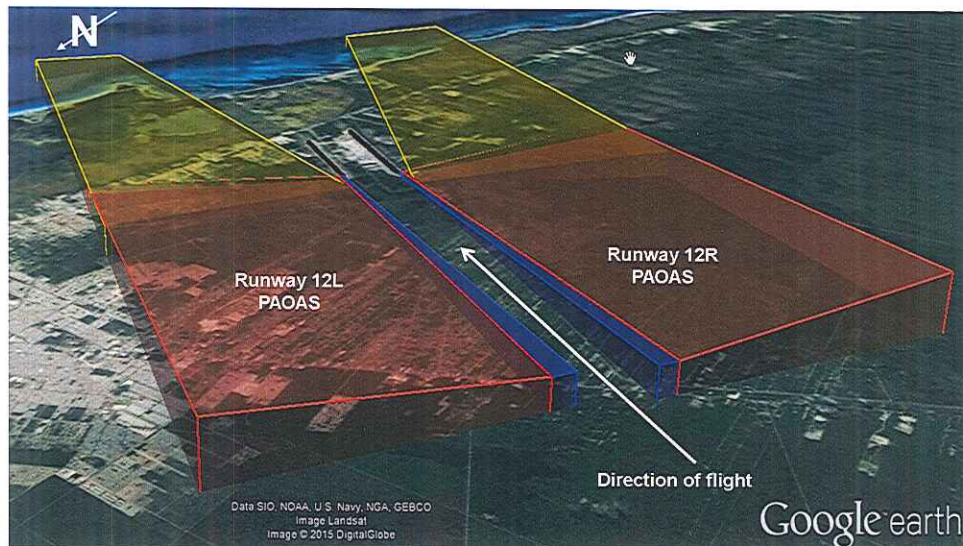 N
Runway 12L
PAOAS
Runway 12R
PAOAS
Direction of flight
Data SIO, NOAA, U.S. Navy, NGA, GEBCO
Image Landsat
Image © 2015 DigitalGlobe
Google earth